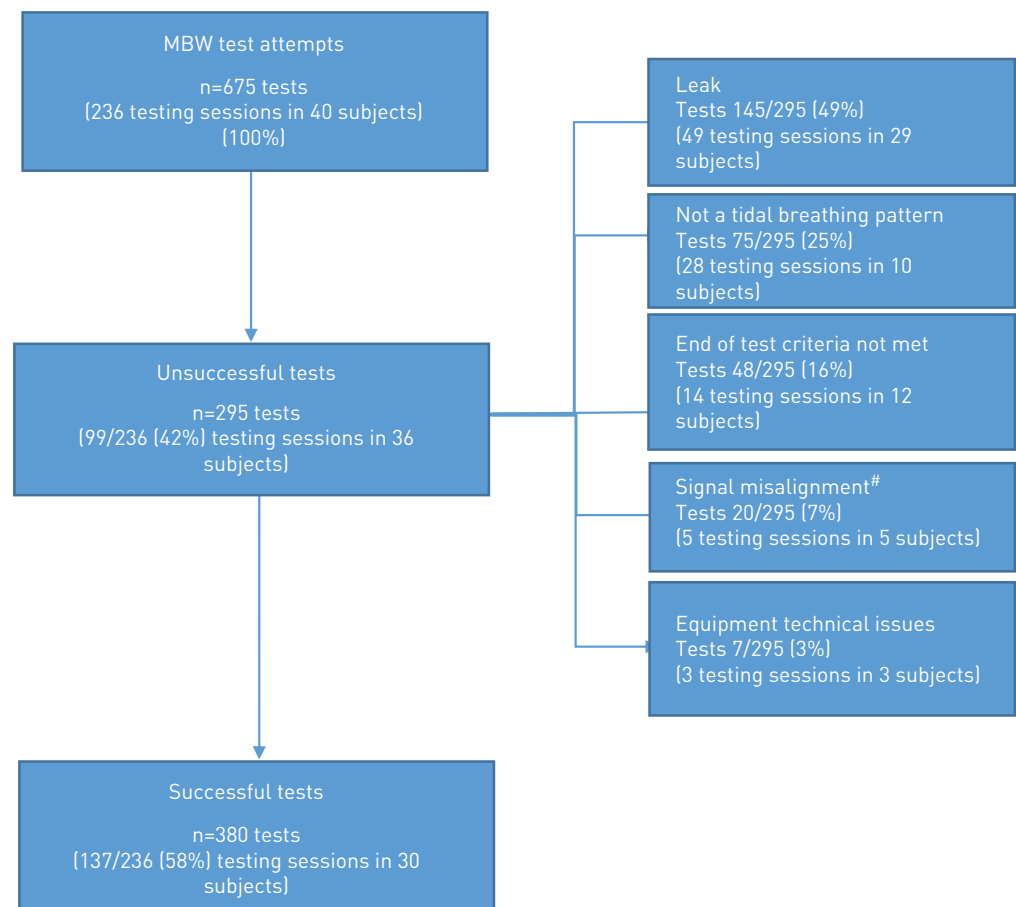 MBW test attempts
n=675 tests
(236 testing sessions in 40 subjects)
(100%)
Leak
Tests 145/295 (49%)
(49 testing sessions in 29
subjects)
Not a tidal breathing pattern
Tests 75/295 (25%)
(28 testing sessions in 10
subjects)
Unsuccessful tests
n=295 tests
(99/236 (42%) testing sessions in 36
subjects)
End of test criteria not met
Tests 48/295 (16%)
(14 testing sessions in 12
subjects)
Signal misalignment#
Tests 20/295 (7%)
(5 testing sessions in 5 subjects)
Equipment technical issues
Tests 7/295 (3%)
(3 testing sessions in 3 subjects)
Successful tests
n=380 tests
(137/236 (58%) testing sessions in 30
subjects)